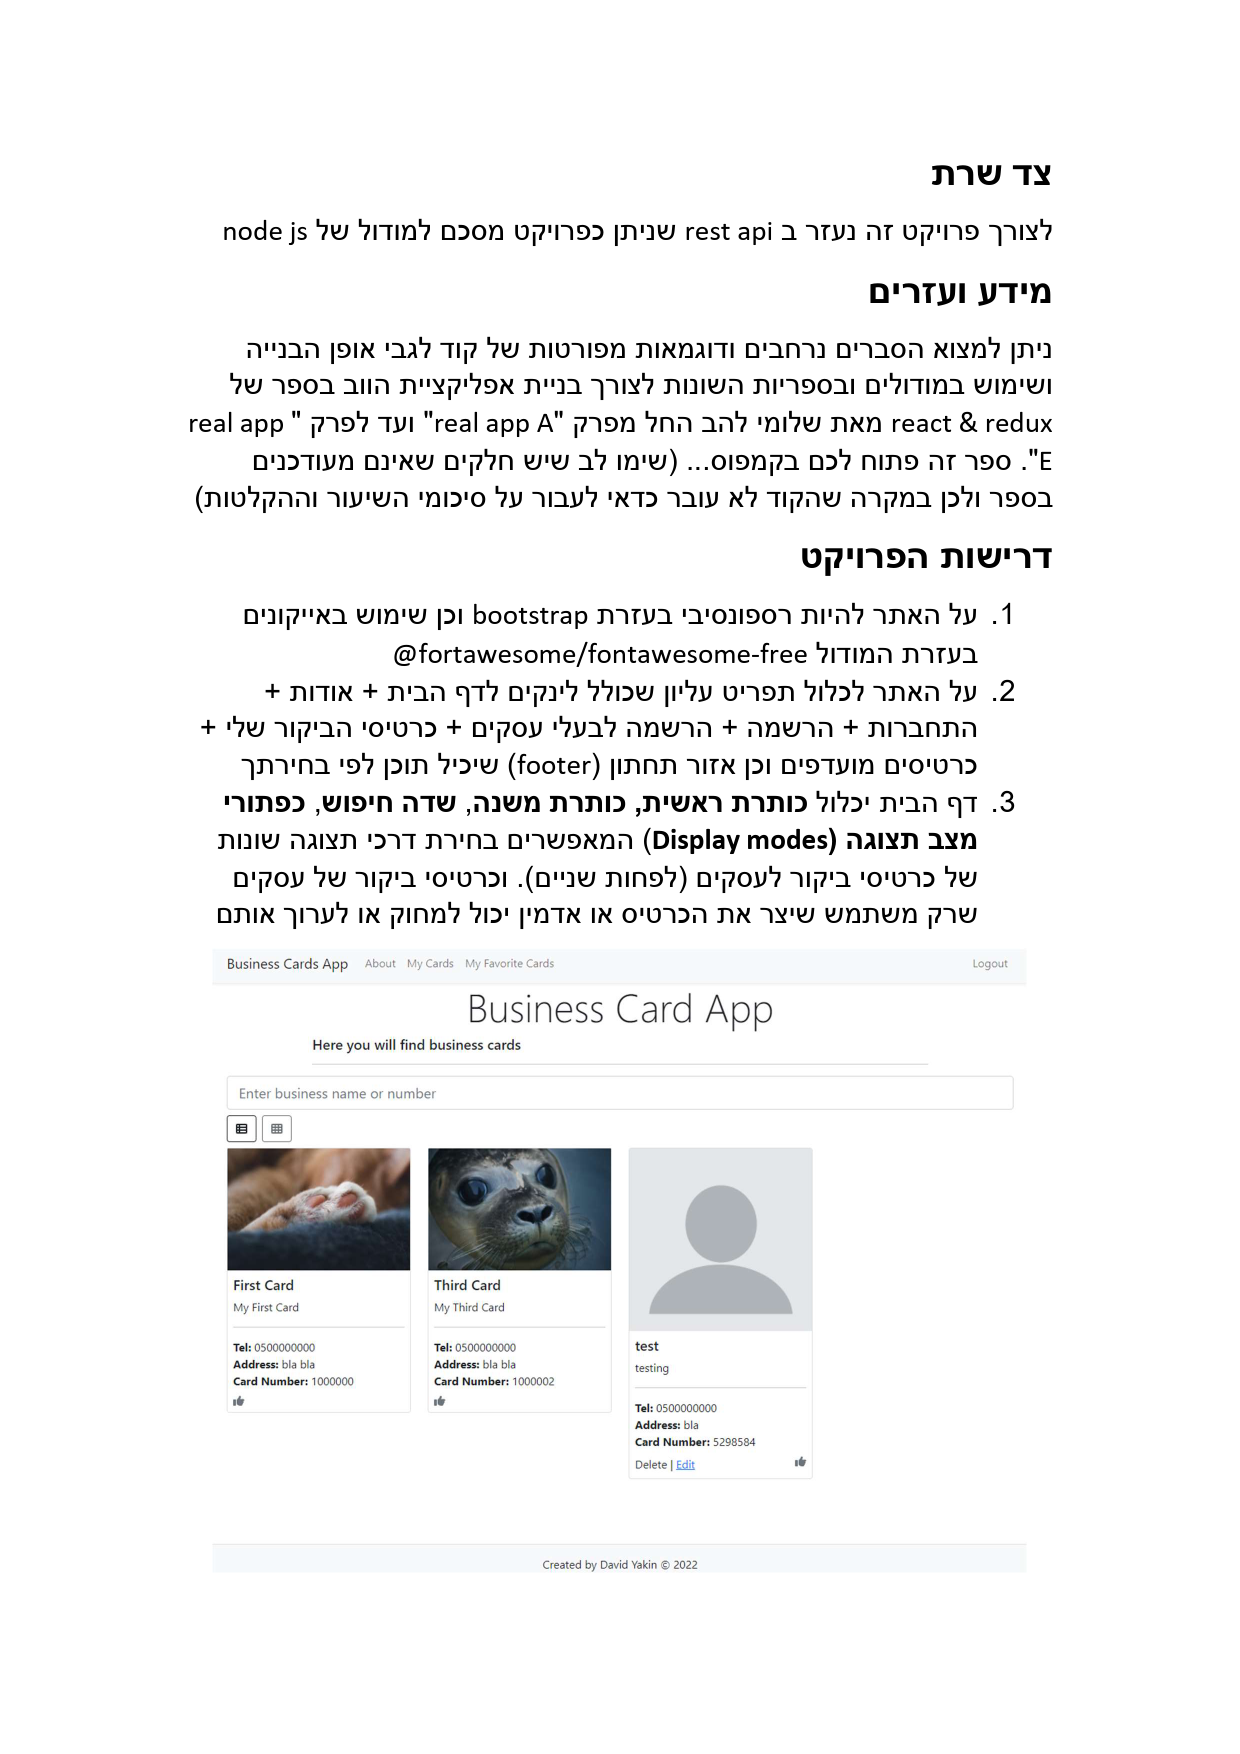 צד שרת
לצורך פרויקט זה נעזר ב rest api שניתן כפרויקט מסכם למודול של node js
מידע ועזרים
ניתן למצוא הסברים נרחבים ודוגמאות מפורטות של קוד לגבי אופן הבנייה
ושימוש במודולים ובספריות השונות לצורך בניית אפליקציית הווב בספר של
react & redux מאת שלומי להב החל מפרק "real app A" ועד לפרק " real app
E". ספר זה פתוח לכם בקמפוס... (שימו לב שיש חלקים שאינם מעודכנים
בספר ולכן במקרה שהקוד לא עובר כדאי לעבור על סיכומי השיעור וההקלטות)
דרישות הפרויקט
1. על האתר להיות רספונסיבי בעזרת bootstrap וכן שימוש באייקונים
בעזרת המודול @fortawesome/fontawesome-free
2. על האתר לכלול תפריט עליון שכולל לינקים לדף הבית + אודות +
התחברות + הרשמה + הרשמה לבעלי עסקים + כרטיסי הביקור שלי +
כרטיסים מועדפים וכן אזור תחתון (footer) שיכיל תוכן לפי בחירתך
3. דף הבית יכלול כותרת ראשית, כותרת משנה, שדה חיפוש, כפתורי
מצב תצוגה (Display modes) המאפשרים בחירת דרכי תצוגה שונות
של כרטיסי ביקור לעסקים (לפחות שניים). וכרטיסי ביקור של עסקים
שרק משתמש שיצר את הכרטיס או אדמין יכול למחוק או לערוך אותם
Business Cards App About My Cards My Favorite Cards Logout
Business Card App
Here you will find business cards
Enter business name or number
First Card
My First Card
Tel: 0500000000
Address: bla bla
Card Number: 1000000
Third Card
My Third Card
Tel: 0500000000
Address: bla bla
Card Number: 1000002
test
testing
Tel: 0500000000
Address: bla
Card Number: 5298584
Delete | Edit
Created by David Yakin © 2022